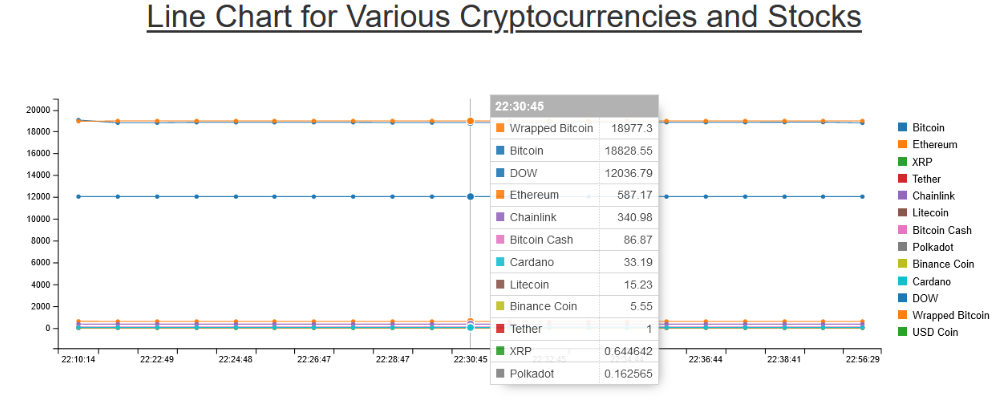 Line Chart for Various Cryptocurrencies and Stocks
20000
18000
16000
14000
12000
10000
8000
6000
4000
2000
0
22:30:45
Wrapped Bitcoin 18977.3
Bitcoin 18828.55
DOW 12036.79
Ethereum 587.17
Chainlink 340.98
Bitcoin Cash 86.87
Cardano 33.19
Litecoin 15.23
Binance Coin 5.55
Tether 1
XRP 0.644642
Polkadot 0.162565
Bitcoin
Ethereum
XRP
Tether
Chainlink
Litecoin
Bitcoin Cash
Polkadot
Binance Coin
Cardano
DOW
Wrapped Bitcoin
USD Coin
22:10:14 22:22:49 22:24:48 22:26:47 22:28:47 22:30:45 22:32:45 22:36:44 22:38:41 22:56:29